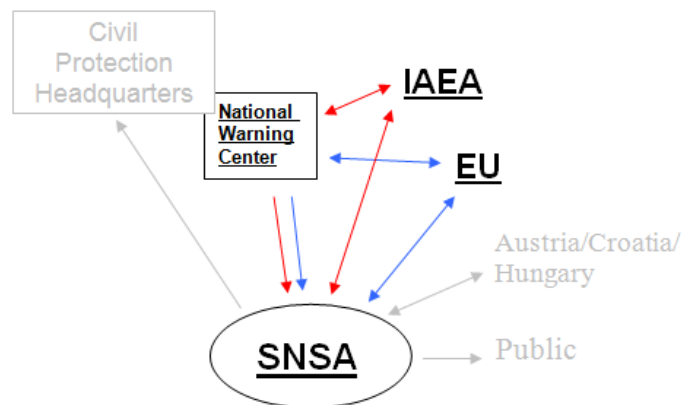 Civil
Protection
Headquarters
IAEA
National
Warning
Center
EU
Austria/Croatia/
Hungary
SNSA
Public